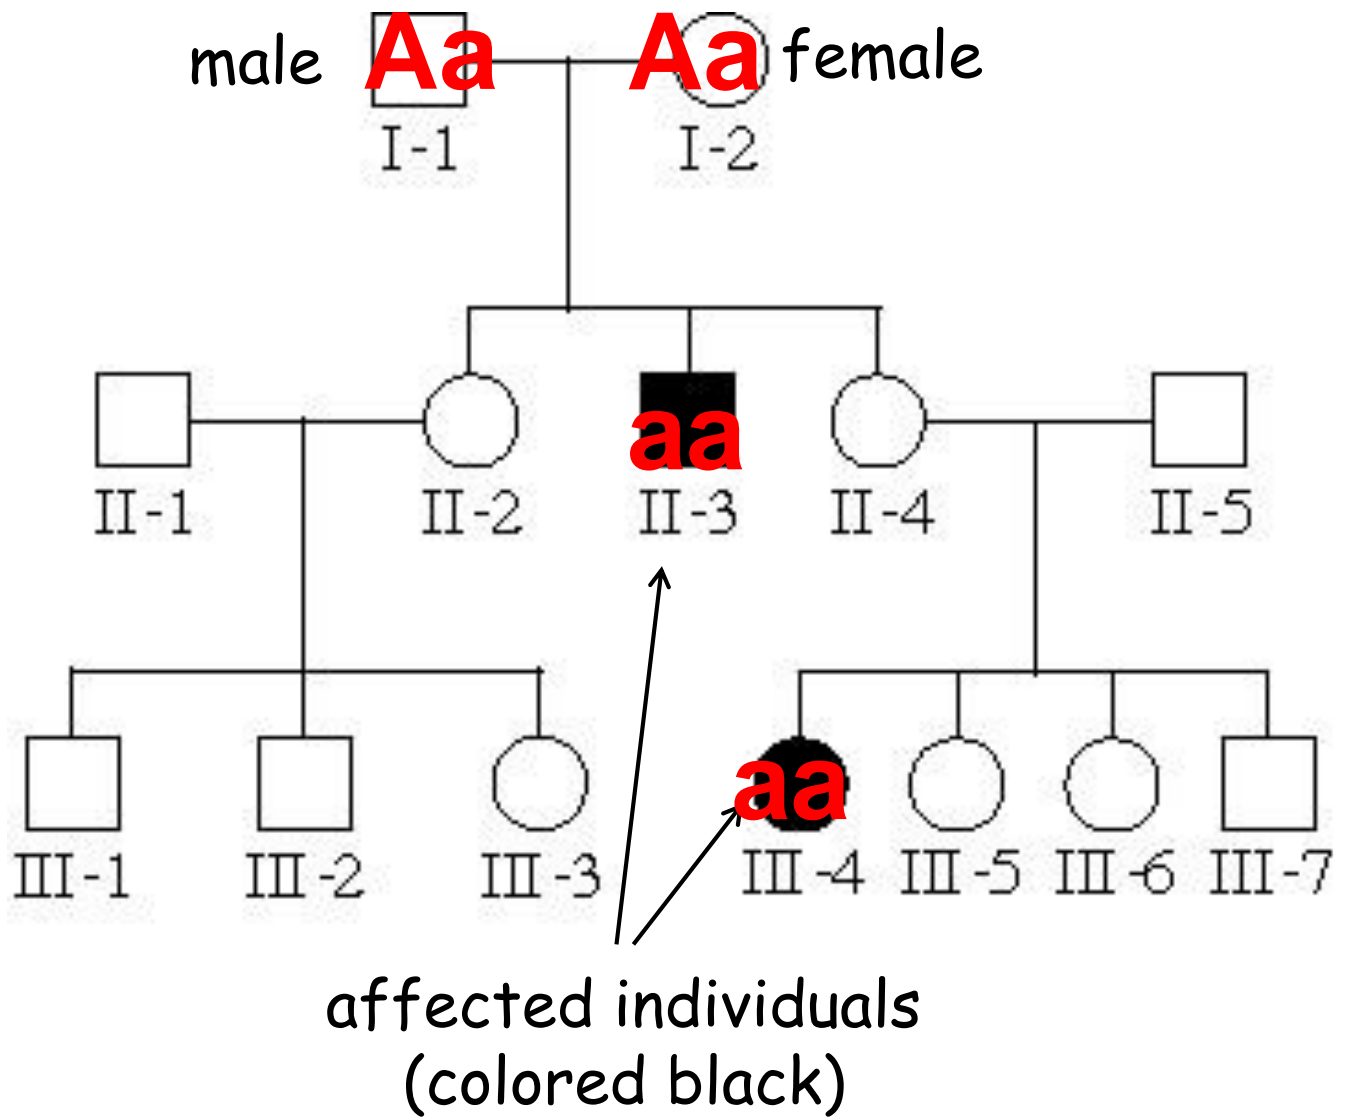 male Aa Aa female
I-1 I-2
aa
II-1 II-2 II-3 II-4 II-5
aa
III-1 III-2 III-3 III-4 III-5 III-6 III-7
affected individuals
(colored black)